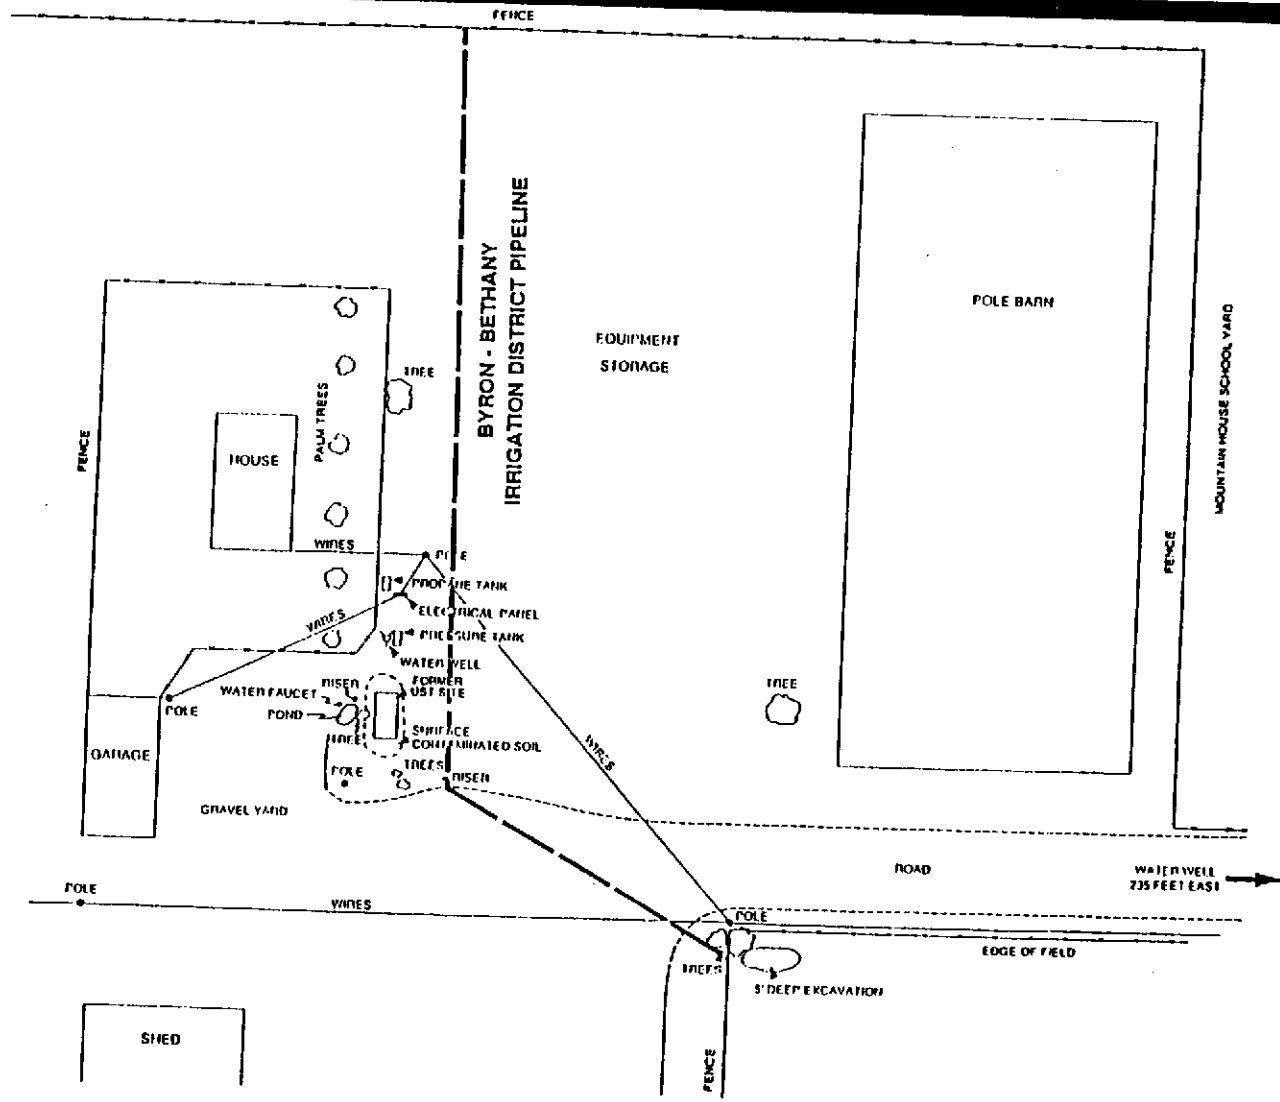 FENCE
BYRON - BETHANY
IRRIGATION DISTRICT PIPELINE
POLE BARN
MOUNTAIN HOUSE SCHOOL YARD
EQUIPMENT
STORAGE
TREE
PALM TREES
FENCE
HOUSE
WIRES
POLE
FENCE
PROPANE TANK
ELECTRICAL PANEL
WIRES
PRESSURE TANK
WATER WELL
FORMER
UST SITE
RISER
WATER FAUCET
POND
POLE
TREE
TREE
SURFACE
CONTAMINATED SOIL
WIRES
GARAGE
TREES
POLE
RISER
GRAVEL YARD
ROAD
WATER WELL
235 FEET EAST
POLE
WIRES
POLE
EDGE OF FIELD
TREES
5' DEEP EXCAVATION
SHED
FENCE